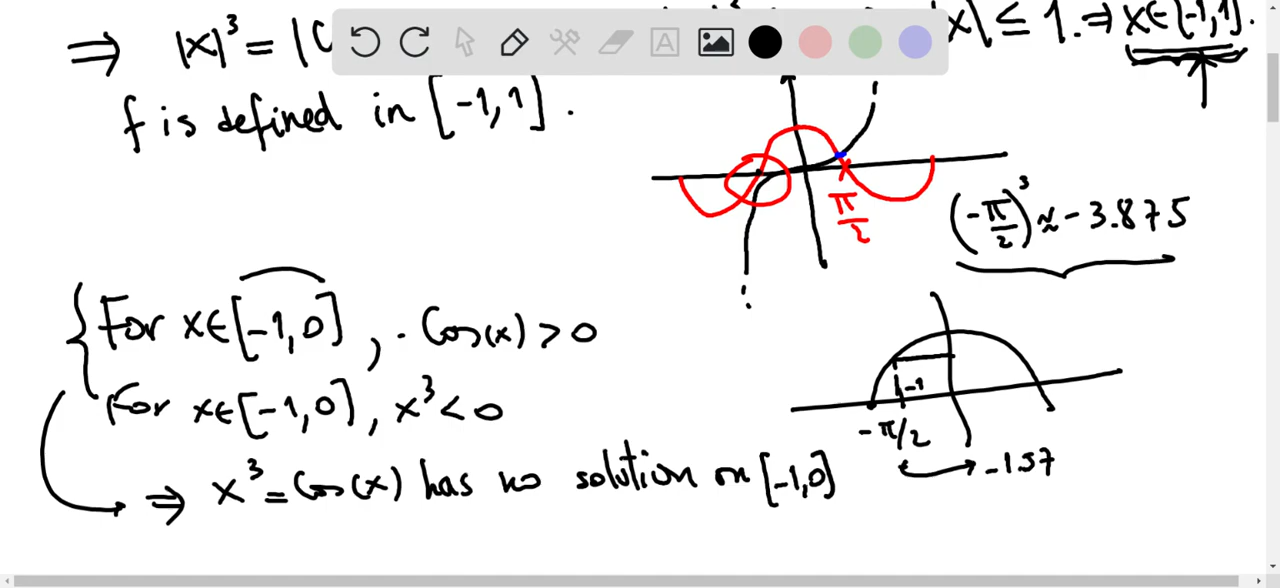 ⇒ |x|³ = |C |x| ≤ 1. ⇒ x∈[-1,1].
f is defined in [-1,1].
π/2
(-π/2)³ ≈ -3.875
For x∈[-1,0], . Cos(x) > 0
-1
For x∈[-1,0], x³ < 0
-π/2
-1.57
⇒ x³ = Cos(x) has no solution on [-1,0]
A